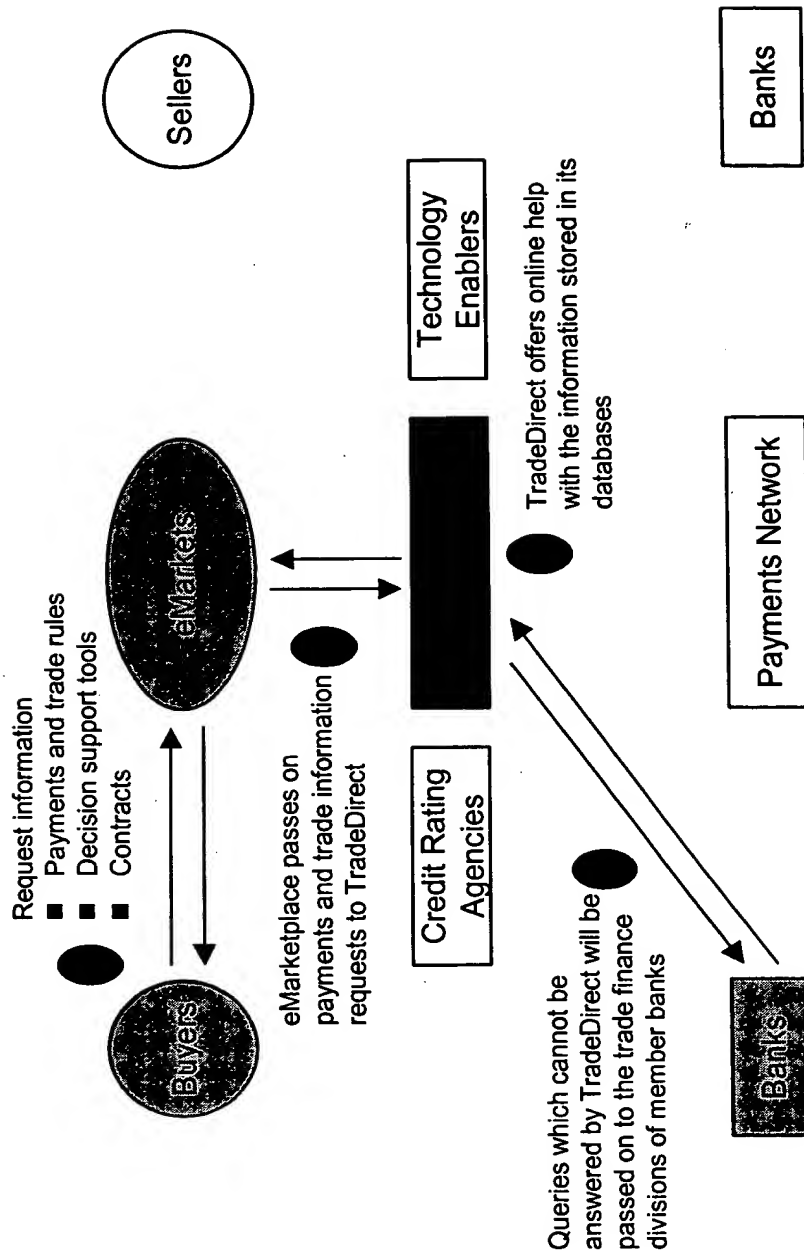 Request information
Payments and trade rules
Decision support tools
Contracts
Buyers
eMarkets
Sellers
eMarketplace passes on
payments and trade information
requests to TradeDirect
Credit Rating
Agencies
Technology
Enablers
TradeDirect offers online help
with the information stored in its
databases
Queries which cannot be
answered by TradeDirect will be
passed on to the trade finance
divisions of member banks
Banks
Payments Network
Banks